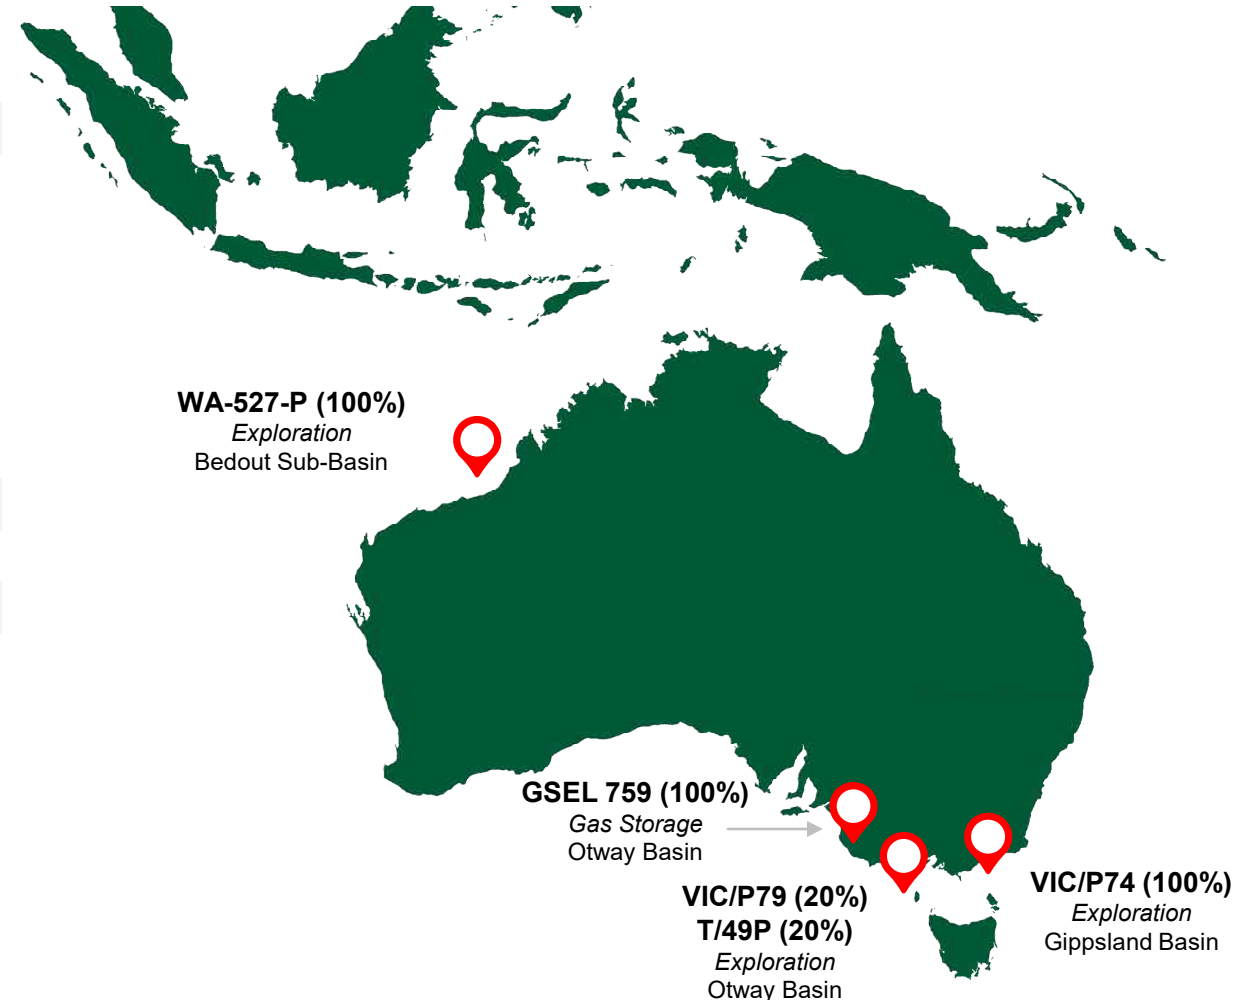 WA-527-P (100%)
Exploration
Bedout Sub-Basin
GSEL 759 (100%)
Gas Storage
Otway Basin
VIC/P79 (20%)
T/49P (20%)
Exploration
Otway Basin
VIC/P74 (100%)
Exploration
Gippsland Basin